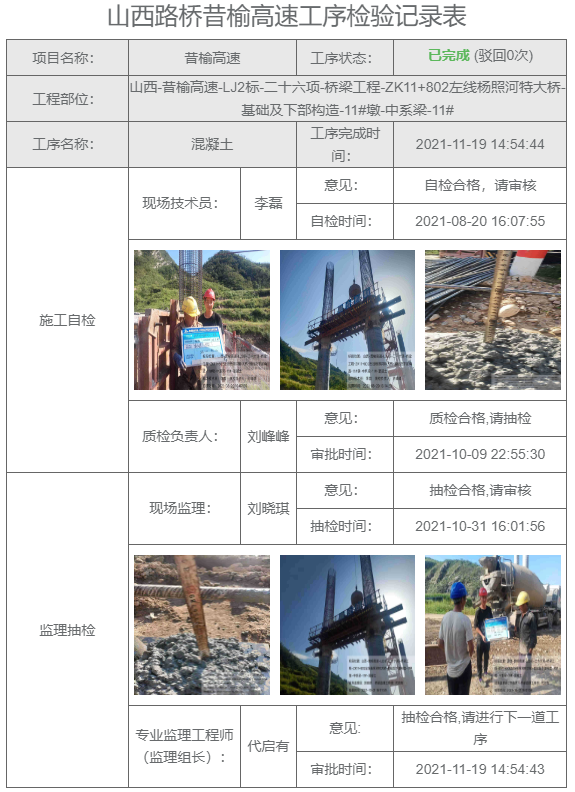 山西路桥昔榆高速工序检验记录表
项目名称： 昔榆高速 工序状态： 已完成 (驳回0次)
工程部位： 山西-昔榆高速-LJ2标-二十六项-桥梁工程-ZK11+802左线杨照河特大桥-
基础及下部构造-11#墩-中系梁-11#
工序名称： 混凝土 工序完成时
间： 2021-11-19 14:54:44
施工自检
现场技术员： 李磊 意见： 自检合格，请审核
自检时间： 2021-08-20 16:07:55
质检负责人： 刘峰峰 意见： 质检合格,请抽检
审批时间： 2021-10-09 22:55:30
监理抽检
现场监理： 刘晓琪 意见： 抽检合格,请审核
抽检时间： 2021-10-31 16:01:56
专业监理工程师
（监理组长）： 代启有 意见: 抽检合格,请进行下一道工
序
审批时间： 2021-11-19 14:54:43